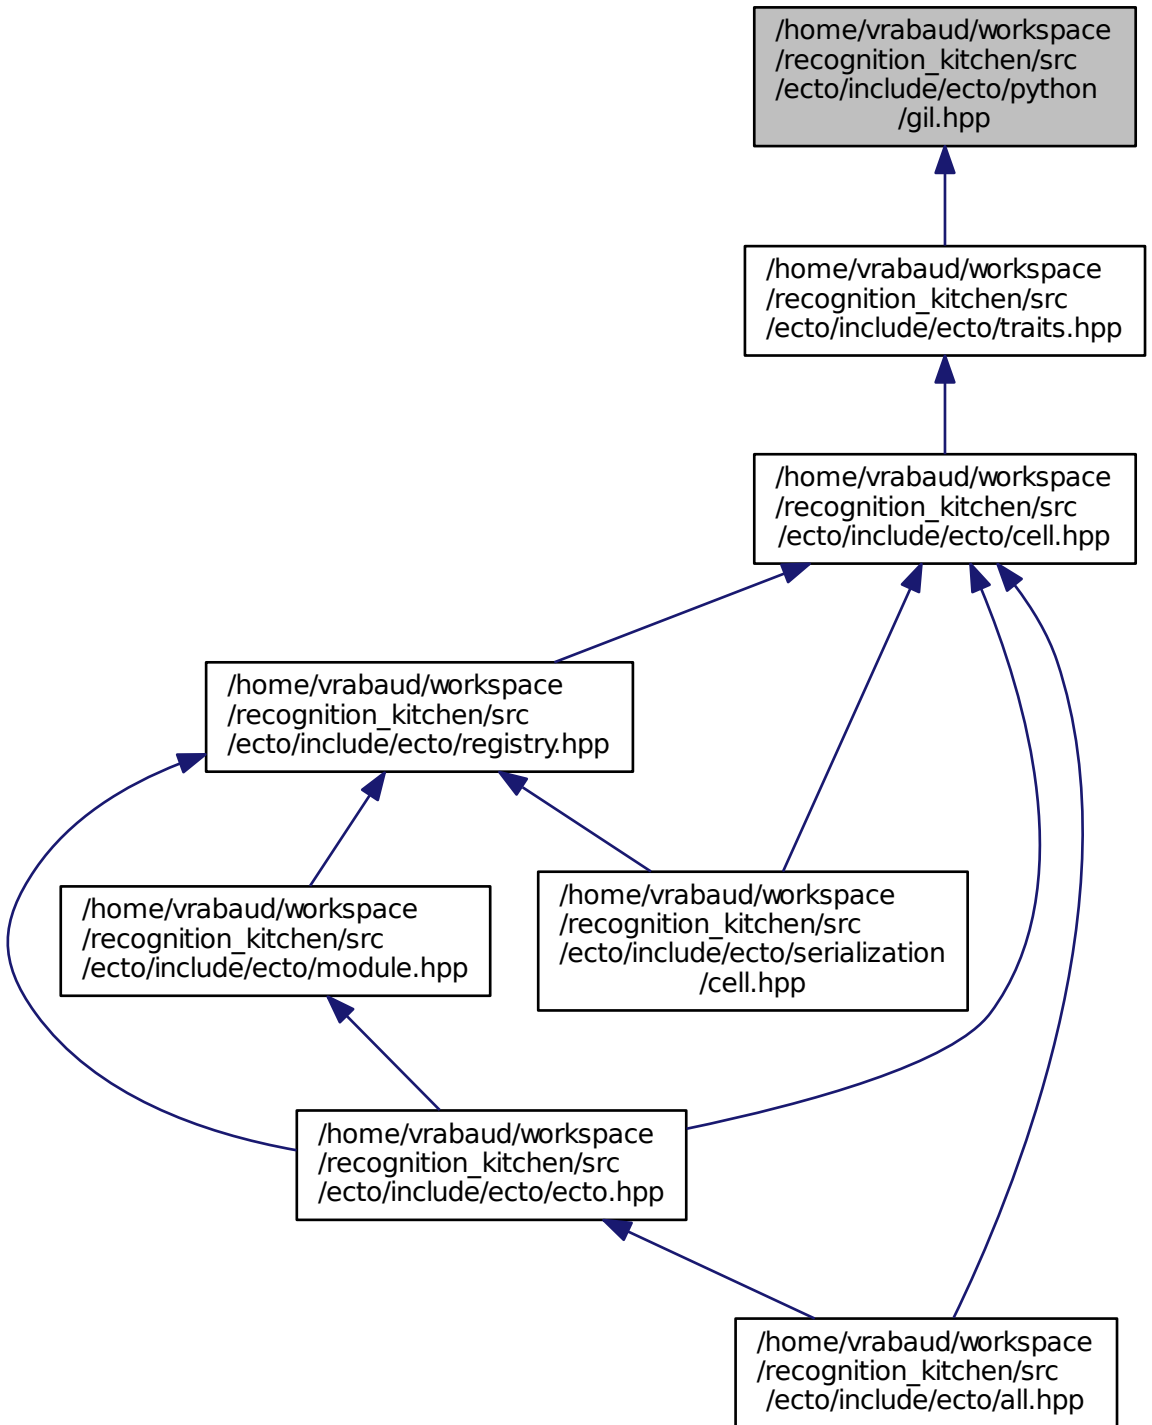 /home/vrabaud/workspace
/recognition_kitchen/src
/ecto/include/ecto/python
/gil.hpp
/home/vrabaud/workspace
/recognition_kitchen/src
/ecto/include/ecto/traits.hpp
/home/vrabaud/workspace
/recognition_kitchen/src
/ecto/include/ecto/cell.hpp
/home/vrabaud/workspace
/recognition_kitchen/src
/ecto/include/ecto/registry.hpp
/home/vrabaud/workspace
/recognition_kitchen/src
/ecto/include/ecto/module.hpp
/home/vrabaud/workspace
/recognition_kitchen/src
/ecto/include/ecto/serialization
/cell.hpp
/home/vrabaud/workspace
/recognition_kitchen/src
/ecto/include/ecto/ecto.hpp
/home/vrabaud/workspace
/recognition_kitchen/src
/ecto/include/ecto/all.hpp